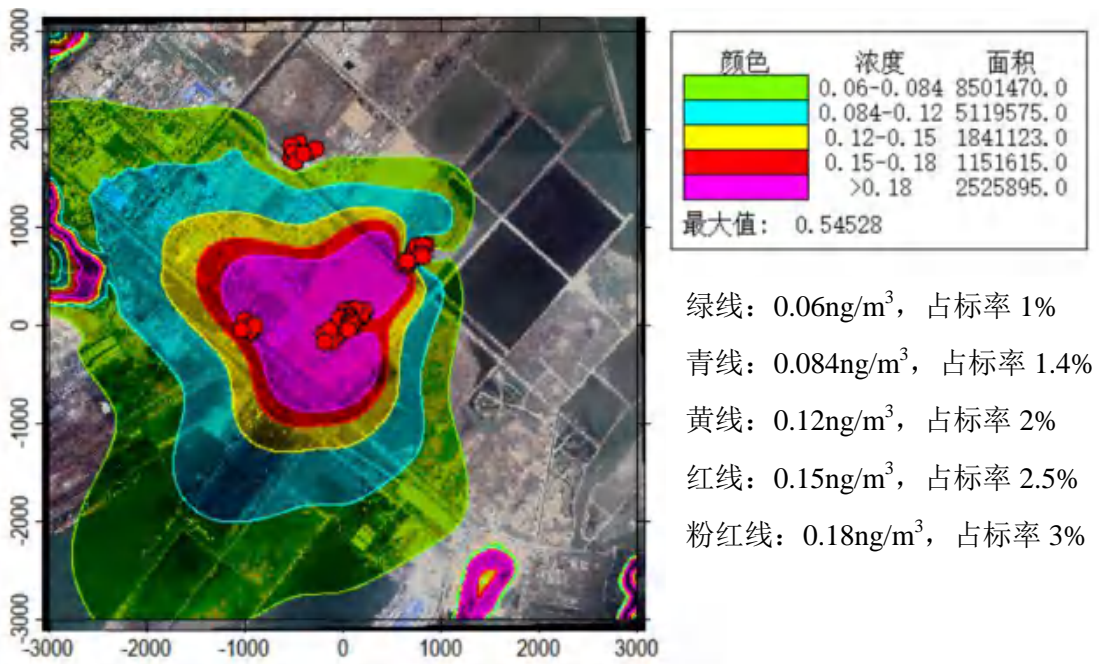 颜色 浓度 面积
0.06-0.084 8501470.0
0.084-0.12 5119575.0
0.12-0.15 1841123.0
0.15-0.18 1151615.0
>0.18 2525895.0
最大值: 0.54528
绿线：0.06ng/m³，占标率 1%
青线：0.084ng/m³，占标率 1.4%
黄线：0.12ng/m³，占标率 2%
红线：0.15ng/m³，占标率 2.5%
粉红线：0.18ng/m³，占标率 3%
3000
2000
1000
0
-1000
-2000
-3000
-3000 -2000 -1000 0 1000 2000 3000